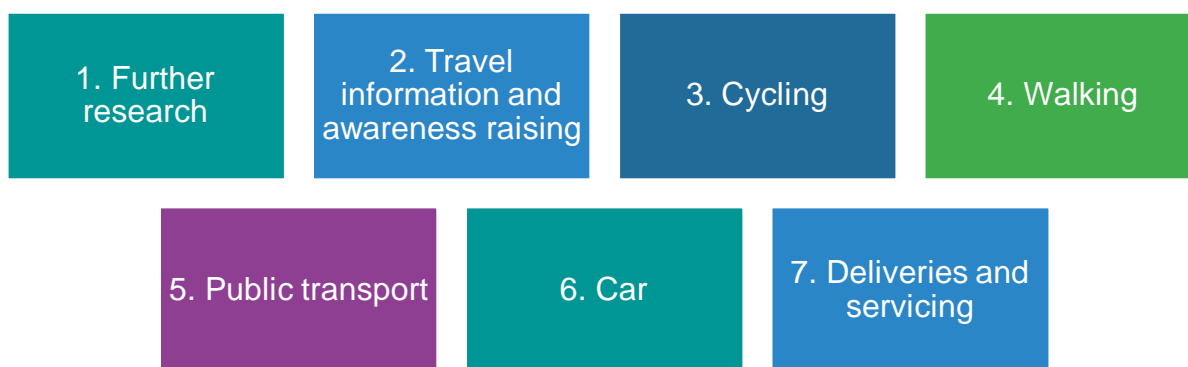 1. Further
research
2. Travel
information and
awareness raising
3. Cycling
4. Walking
5. Public transport
6. Car
7. Deliveries and
servicing